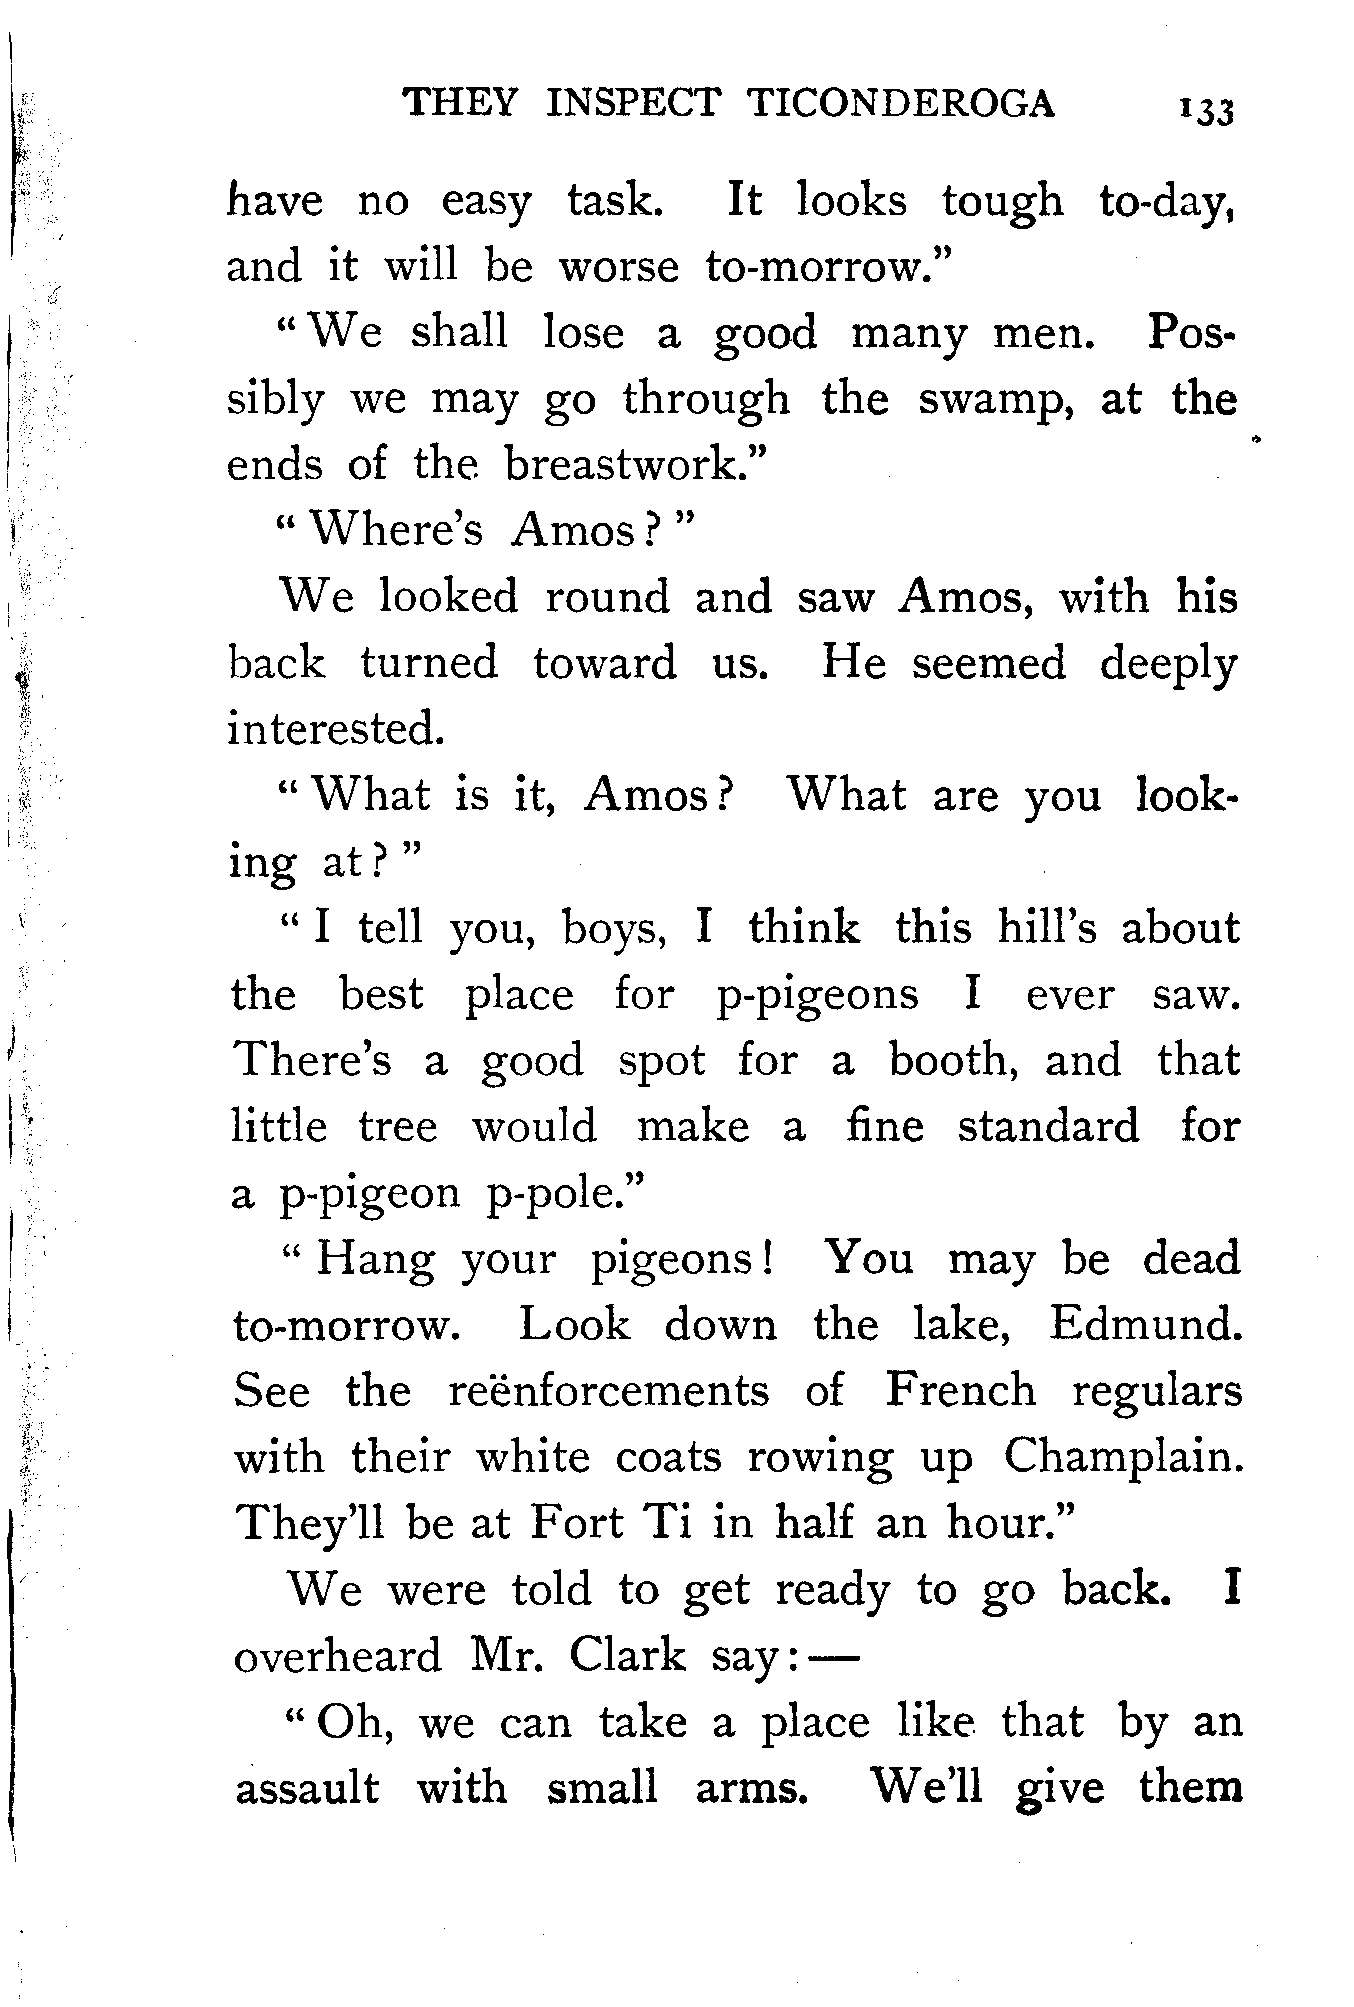 THEY INSPECT TICONDEROGA 133
have no easy task. It looks tough to-day,
and it will be worse to-morrow.”
“ We shall lose a good many men. Pos-
sibly we may go through the swamp, at the
ends of the breastwork.”
“ Where's Amos? ”
We looked round and saw Amos, with his
back turned toward us. He seemed deeply
interested.
“ What is it, Amos? What are you look-
ing at? ”
“ I tell you, boys, I think this hill's about
the best place for p-pigeons I ever saw.
There's a good spot for a booth, and that
little tree would make a fine standard for
a p-pigeon p-pole.”
“ Hang your pigeons! You may be dead
to-morrow. Look down the lake, Edmund.
See the reënforcements of French regulars
with their white coats rowing up Champlain.
They'll be at Fort Ti in half an hour.”
We were told to get ready to go back. I
overheard Mr. Clark say: —
“ Oh, we can take a place like that by an
assault with small arms. We'll give them